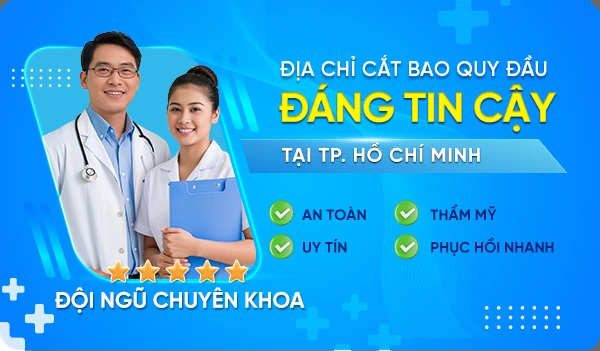 ĐỊA CHỈ CẮT BAO QUY ĐẦU
ĐÁNG TIN CẬY
TẠI TP. HỒ CHÍ MINH
AN TOÀN
THẨM MỸ
UY TÍN
PHỤC HỒI NHANH
ĐỘI NGŨ CHUYÊN KHOA